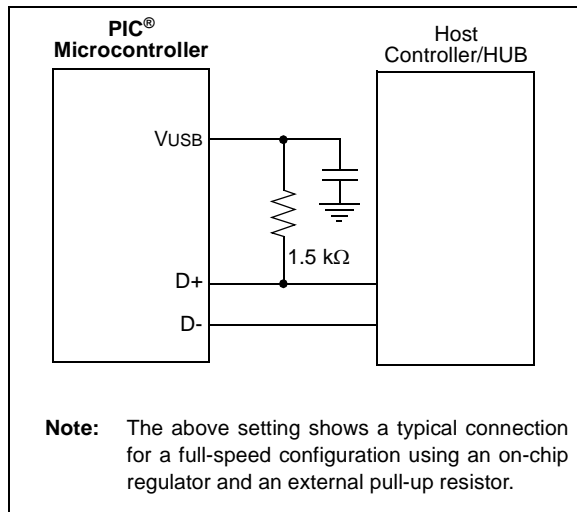 PIC®
Microcontroller
Host
Controller/HUB
VUSB
1.5 kΩ
D+
D-
Note: The above setting shows a typical connection
for a full-speed configuration using an on-chip
regulator and an external pull-up resistor.